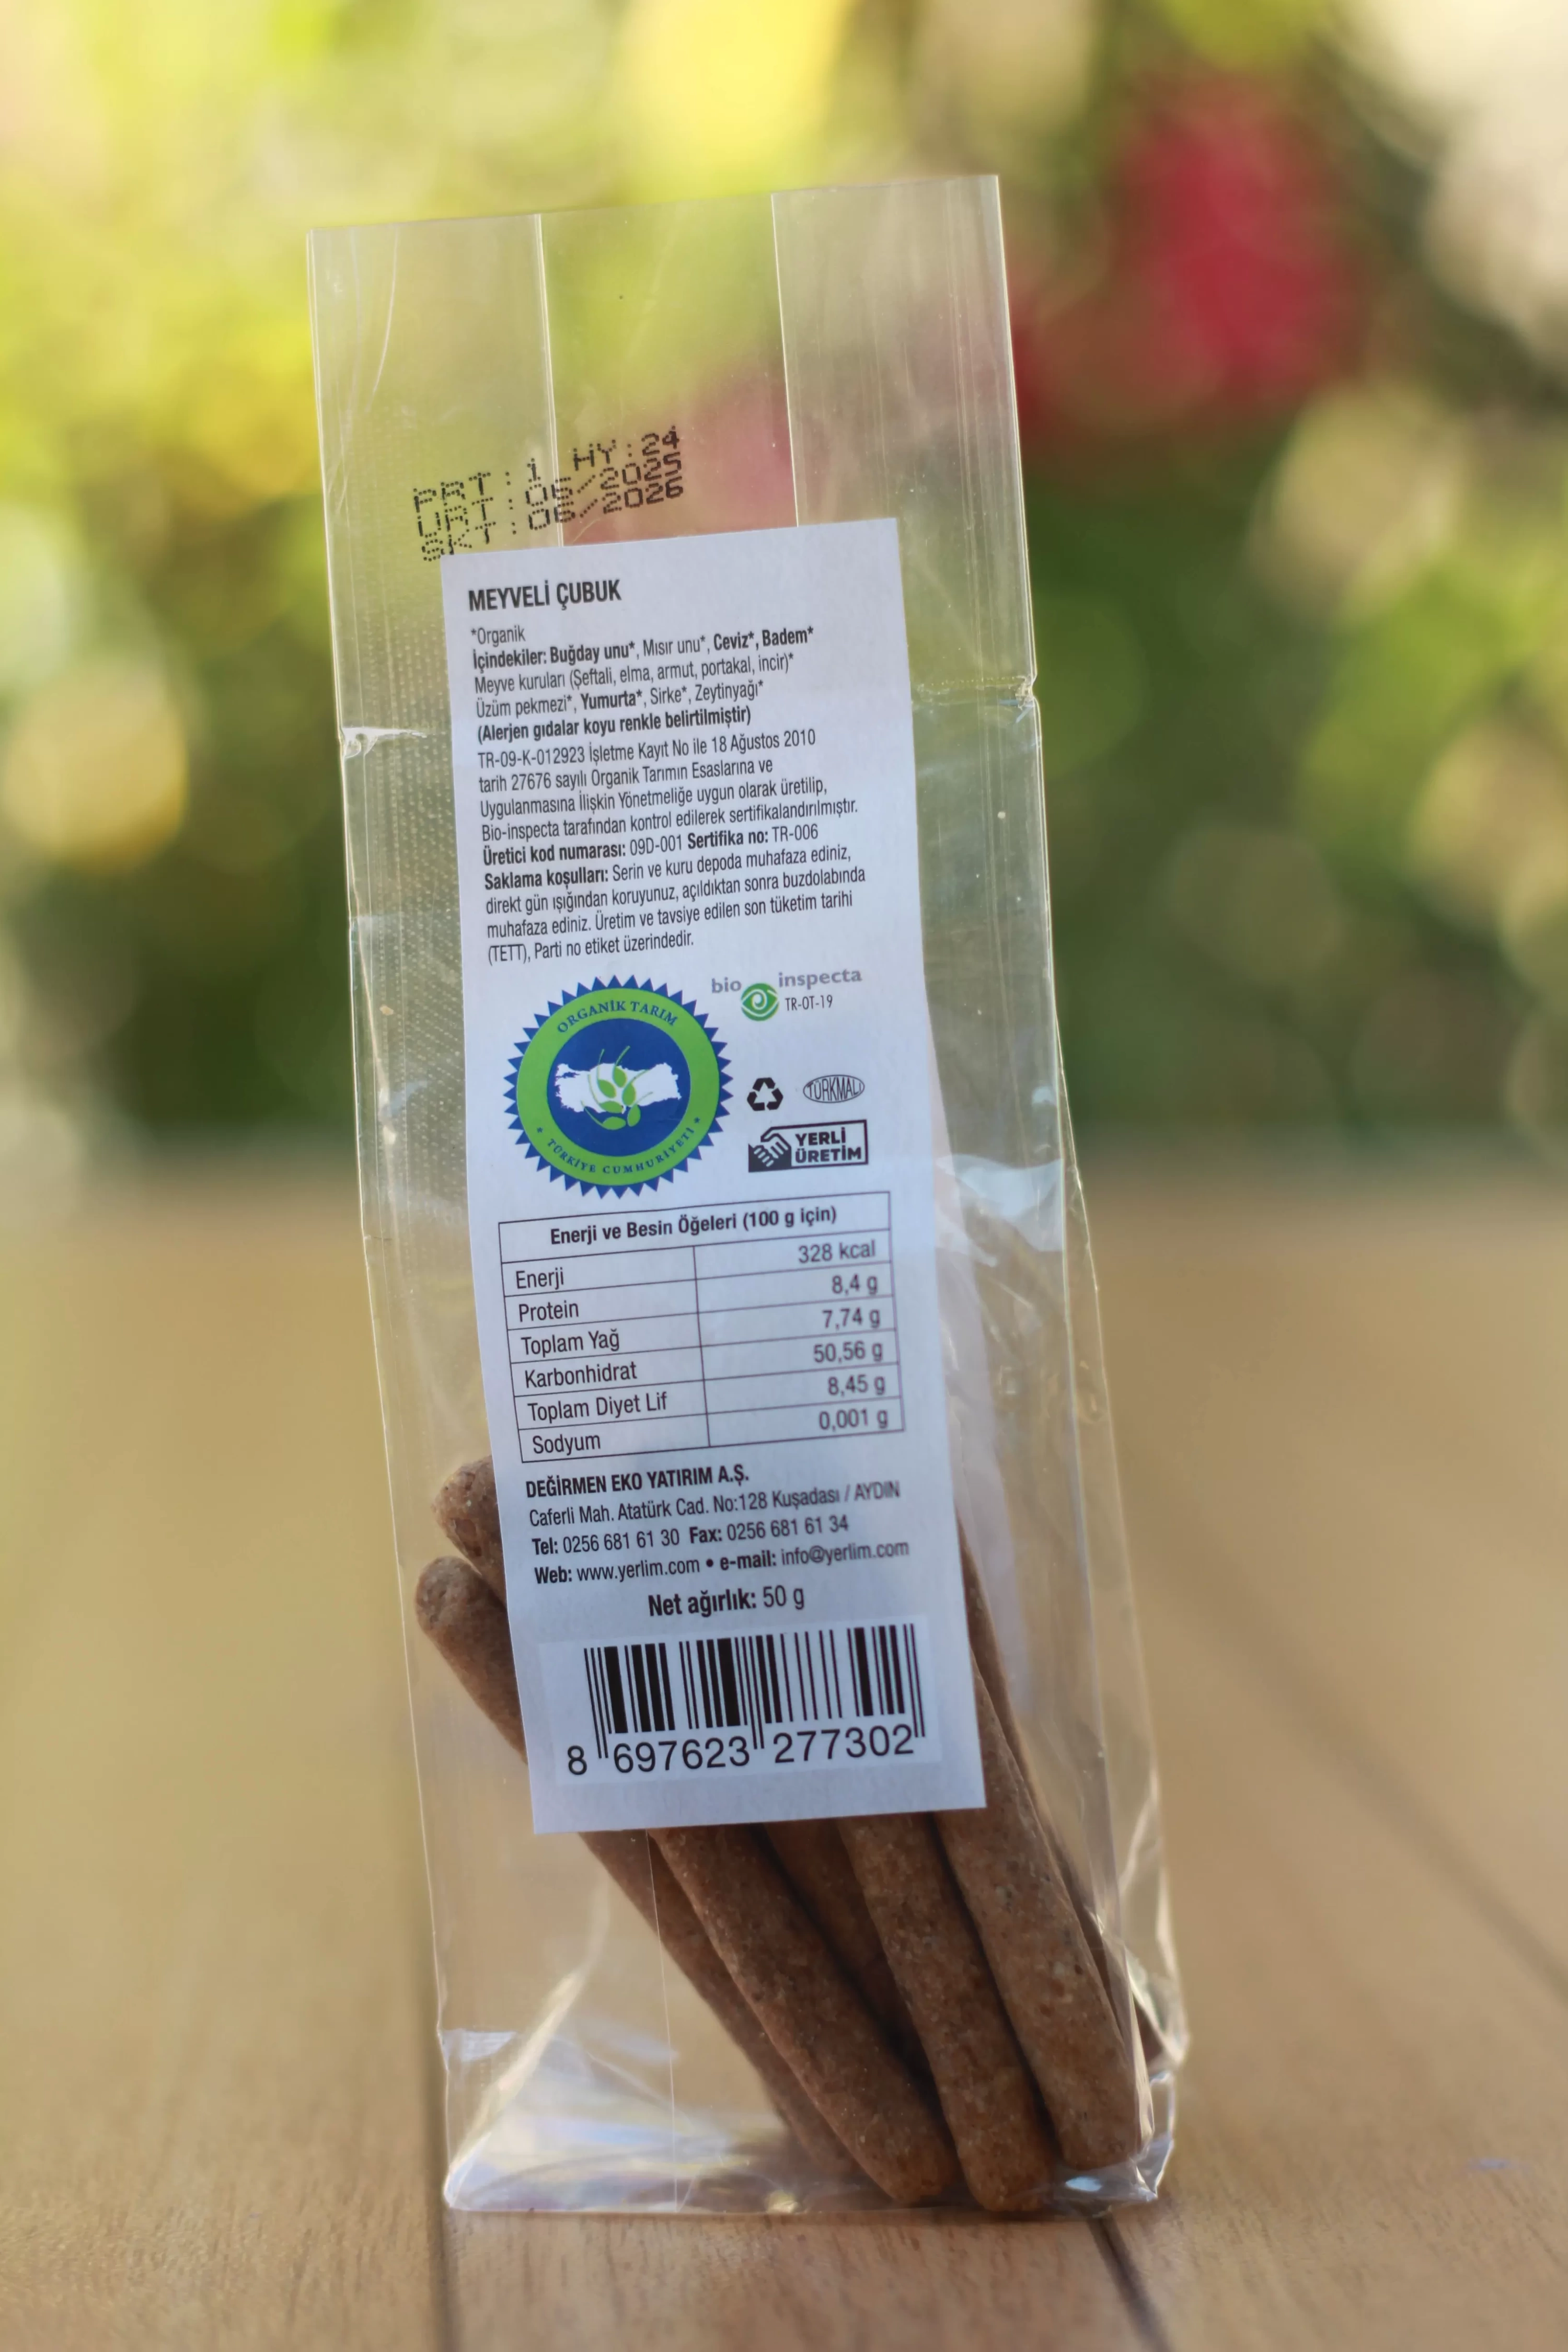 PRT:1 HY:24
URT:06/2025
SKT:06/2026
MEYVELİ ÇUBUK
*Organik
İçindekiler: Buğday unu*, Mısır unu*, Ceviz*, Badem*
Meyve kuruları (Şeftali, elma, armut, portakal, incir)*
Üzüm pekmezi*, Yumurta*, Sirke*, Zeytinyağı*
(Alerjen gıdalar koyu renkle belirtilmiştir)
TR-09-K-012923 İşletme Kayıt No ile 18 Ağustos 2010
tarih 27676 sayılı Organik Tarımın Esaslarına ve
Uygulanmasına İlişkin Yönetmeliğe uygun olarak üretilip,
Bio-inspecta tarafından kontrol edilerek sertifikalandırılmıştır.
Üretici kod numarası: 09D-001 Sertifika no: TR-006
Saklama koşulları: Serin ve kuru depoda muhafaza ediniz,
direkt gün ışığından koruyunuz, açıldıktan sonra buzdolabında
muhafaza ediniz. Üretim ve tavsiye edilen son tüketim tarihi
(TETT), Parti no etiket üzerindedir.
bio inspecta
TR-OT-19
ORGANİK TARIM
TÜRKİYE CUMHURİYETİ
TÜRKMALI
YERLİ
ÜRETİM
Enerji ve Besin Öğeleri (100 g için)
Enerji 328 kcal
Protein 8,4 g
Toplam Yağ 7,74 g
Karbonhidrat 50,56 g
Toplam Diyet Lif 8,45 g
Sodyum 0,001 g
DEĞİRMEN EKO YATIRIM A.Ş.
Caferli Mah. Atatürk Cad. No:128 Kuşadası / AYDIN
Tel: 0256 681 61 30 Fax: 0256 681 61 34
Web: www.yerlim.com • e-mail: info@yerlim.com
Net ağırlık: 50 g
8 697623 277302